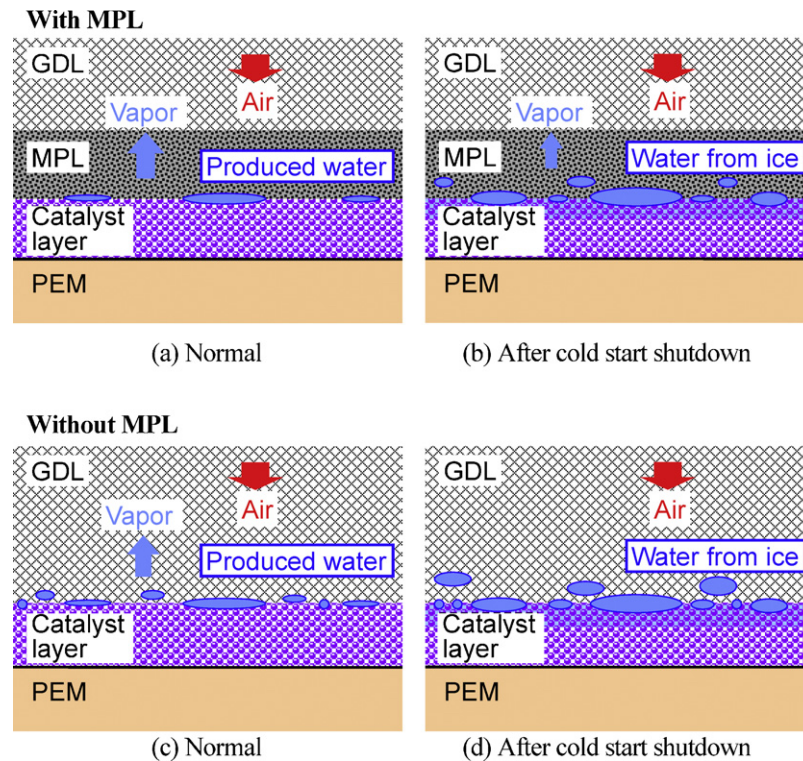 With MPL
GDL
Air
Vapor
MPL
Produced water
Catalyst
layer
PEM
(a) Normal
GDL
Air
Vapor
MPL
Water from ice
Catalyst
layer
PEM
(b) After cold start shutdown
Without MPL
GDL
Air
Vapor
Produced water
Catalyst
layer
PEM
(c) Normal
GDL
Air
Water from ice
Catalyst
layer
PEM
(d) After cold start shutdown